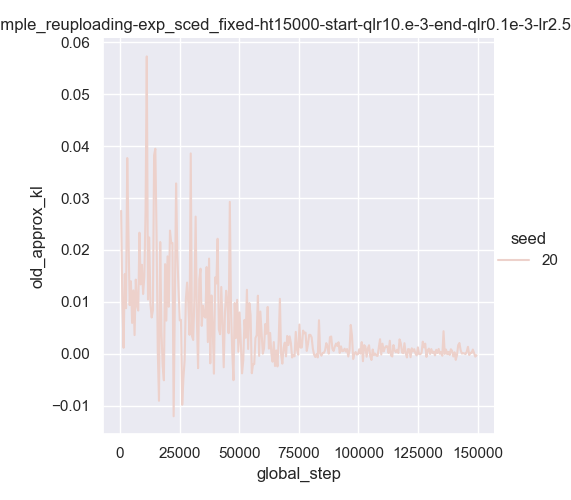 mple_reuploading-exp_sced_fixed-ht15000-start-qlr10.e-3-end-qlr0.1e-3-lr2.5
0.06
0.05
0.04
0.03
0.02
0.01
0.00
−0.01
old_approx_kl
0 25000 50000 75000 100000 125000 150000
global_step
seed
20